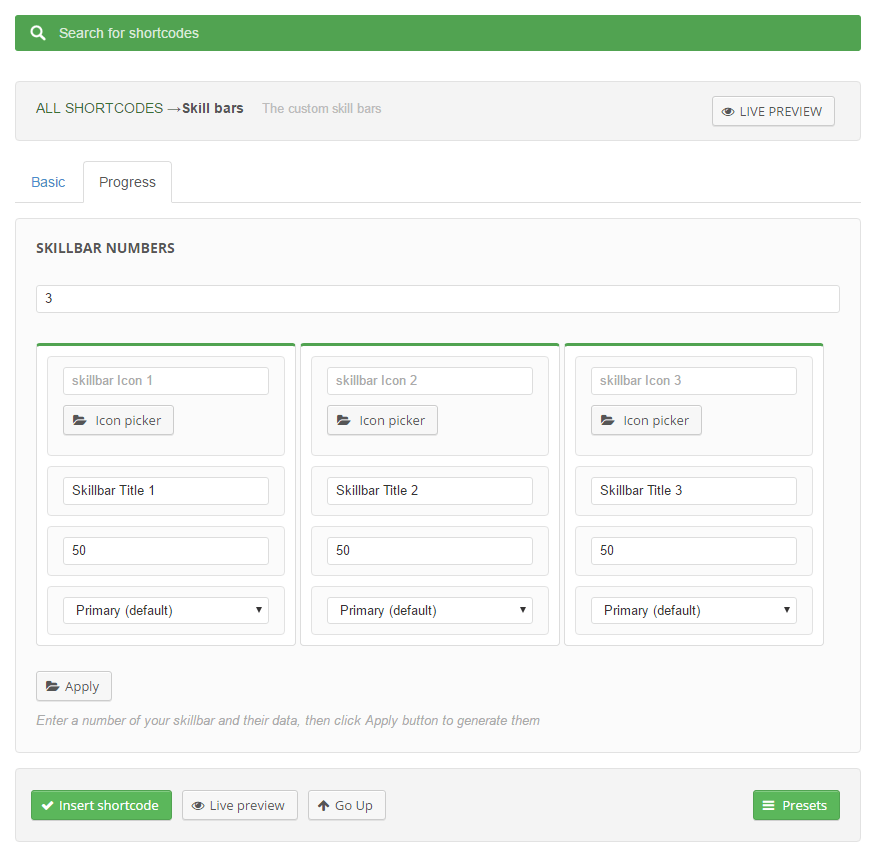 Search for shortcodes
ALL SHORTCODES →Skill bars The custom skill bars LIVE PREVIEW
Basic Progress
SKILLBAR NUMBERS
3
skillbar Icon 1 skillbar Icon 2 skillbar Icon 3
Icon picker Icon picker Icon picker
Skillbar Title 1 Skillbar Title 2 Skillbar Title 3
50 50 50
Primary (default) Primary (default) Primary (default)
Apply
Enter a number of your skillbar and their data, then click Apply button to generate them
Insert shortcode Live preview Go Up Presets